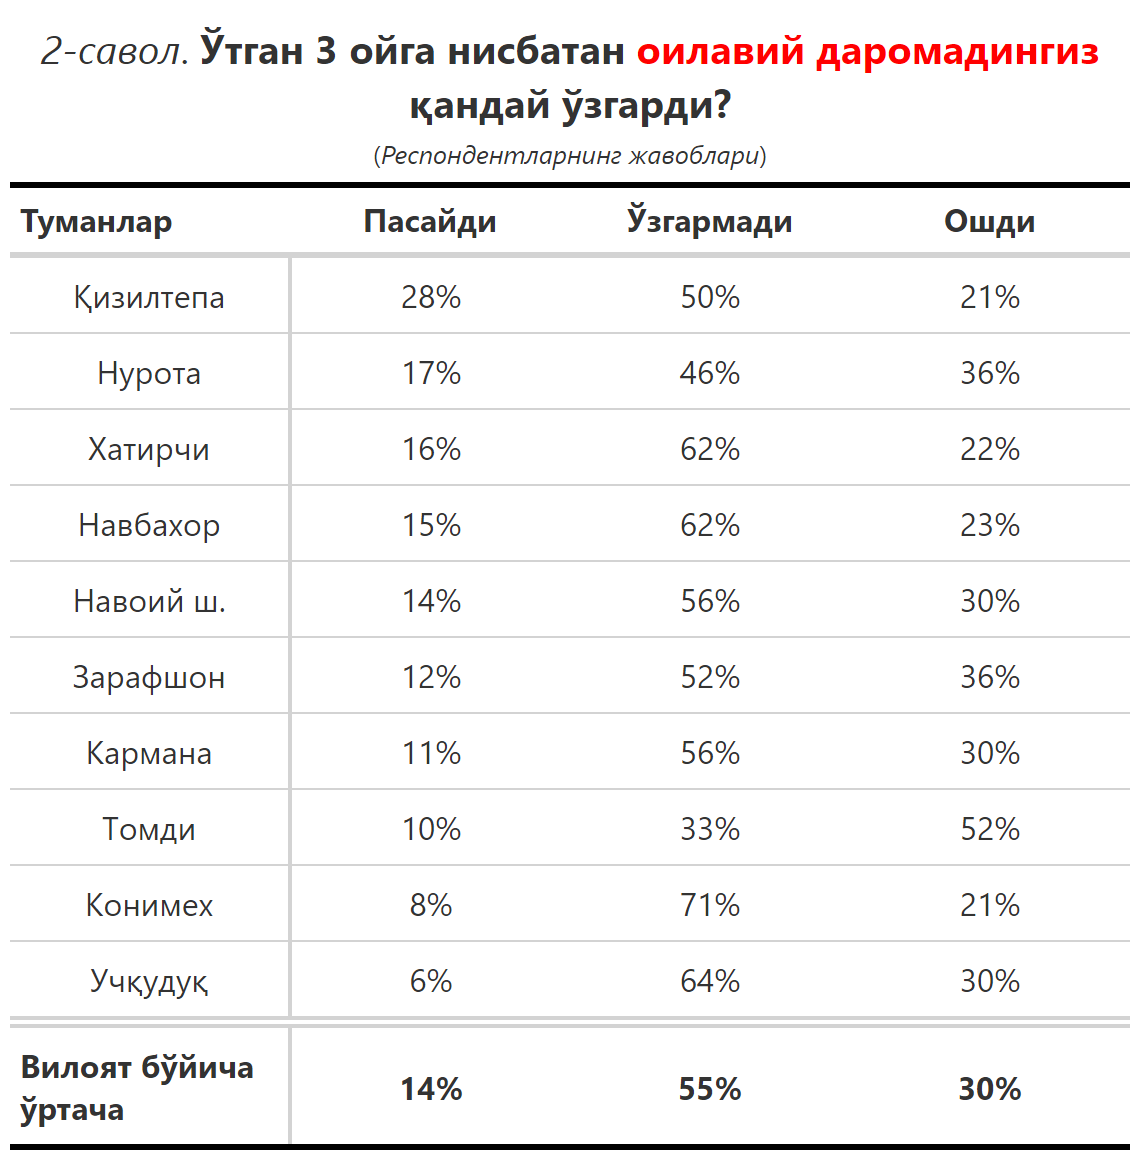 2-савол. Ўтган 3 ойга нисбатан оилавий даромадингиз
қандай ўзгарди?
(Респондентларнинг жавоблари)
Туманлар Пасайди Ўзгармади Ошди
Қизилтепа 28% 50% 21%
Нурота 17% 46% 36%
Хатирчи 16% 62% 22%
Навбахор 15% 62% 23%
Навоий ш. 14% 56% 30%
Зарафшон 12% 52% 36%
Кармана 11% 56% 30%
Томди 10% 33% 52%
Конимех 8% 71% 21%
Учқудуқ 6% 64% 30%
Вилоят бўйича
ўртача 14% 55% 30%